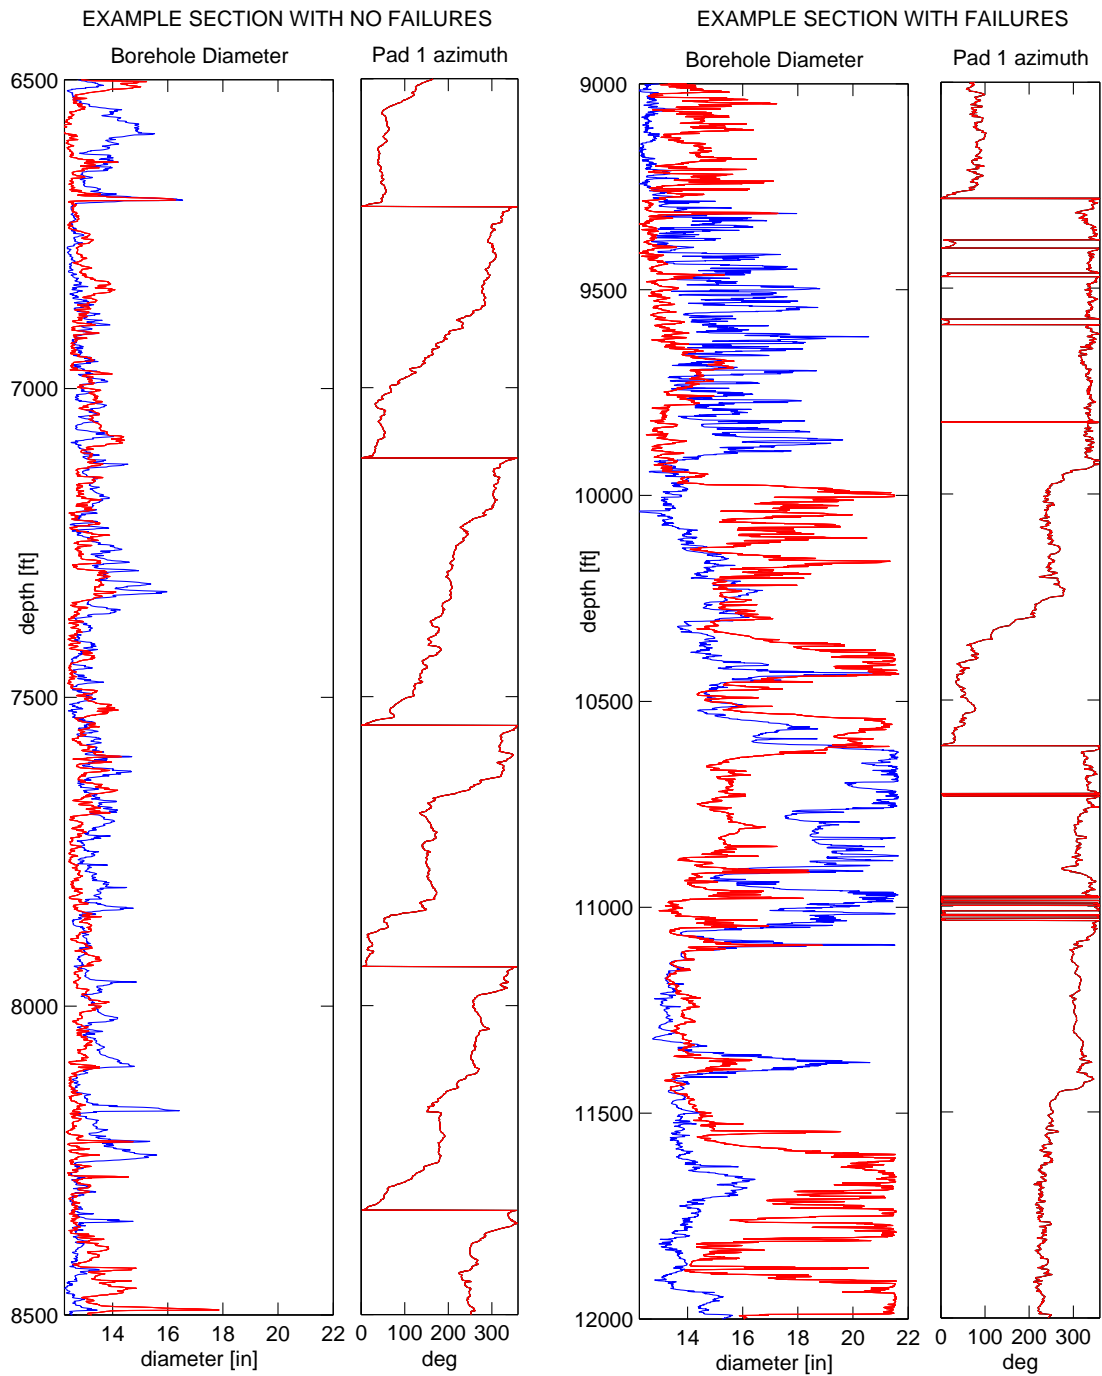 EXAMPLE SECTION WITH NO FAILURES
Borehole Diameter
Pad 1 azimuth
6500
7000
7500
8000
8500
depth [ft]
14 16 18 20 22
diameter [in]
0 100 200 300
deg
EXAMPLE SECTION WITH FAILURES
Borehole Diameter
Pad 1 azimuth
9000
9500
10000
10500
11000
11500
12000
depth [ft]
14 16 18 20 22
diameter [in]
0 100 200 300
deg